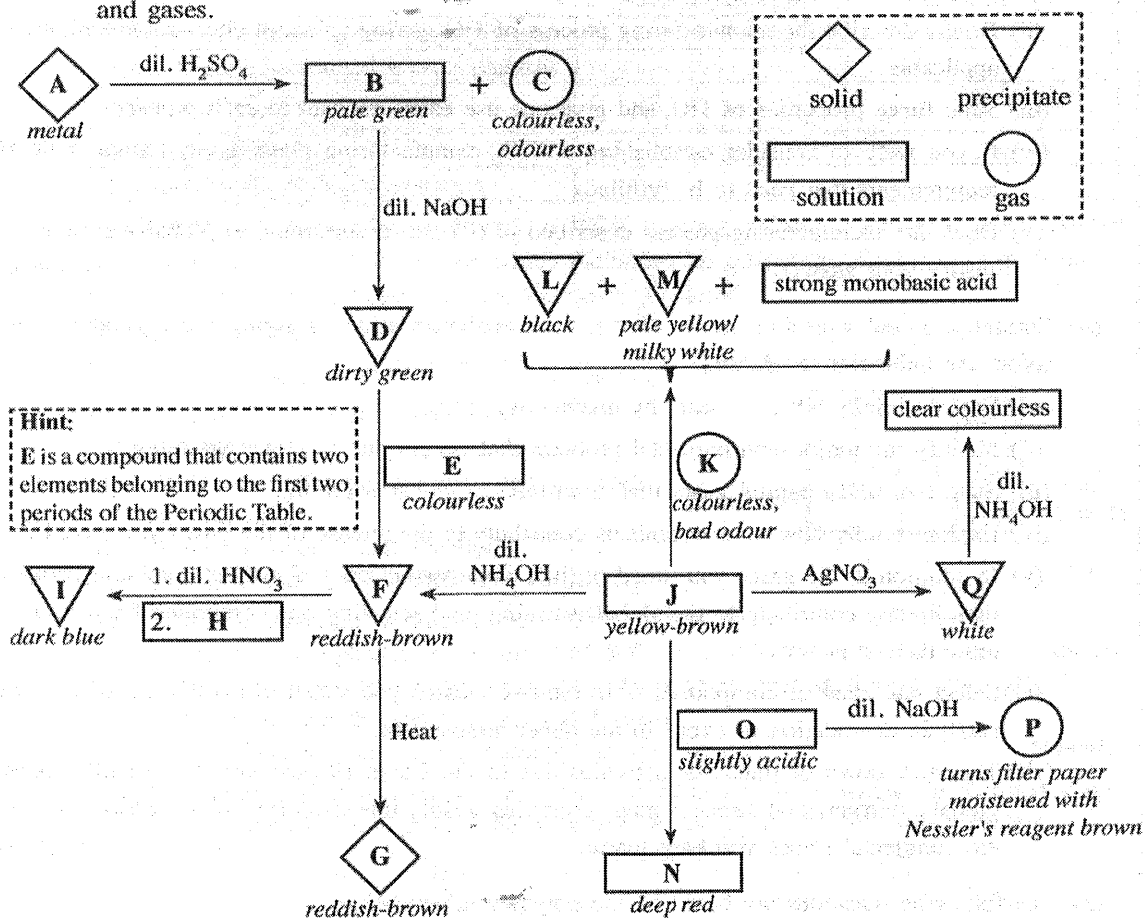 and gases.
A
metal
dil. H₂SO₄
B
pale green
+
C
colourless,
odourless
solid
precipitate
solution
gas
dil. NaOH
L
black
+
M
pale yellow/
milky white
+
strong monobasic acid
D
dirty green
Hint:
E is a compound that contains two
elements belonging to the first two
periods of the Periodic Table.
E
colourless
K
colourless,
bad odour
clear colourless
dil.
NH₄OH
I
dark blue
1. dil. HNO₃
2. H
F
reddish-brown
dil.
NH₄OH
J
yellow-brown
AgNO₃
Q
white
Heat
O
slightly acidic
dil. NaOH
P
turns filter paper
moistened with
Nessler's reagent brown
G
reddish-brown
N
deep red